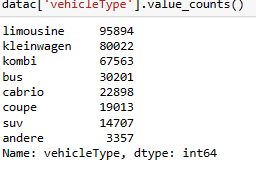 datac['vehicleType'].value_counts()
limousine 95894
kleinwagen 80022
kombi 67563
bus 30201
cabrio 22898
coupe 19013
suv 14707
andere 3357
Name: vehicleType, dtype: int64